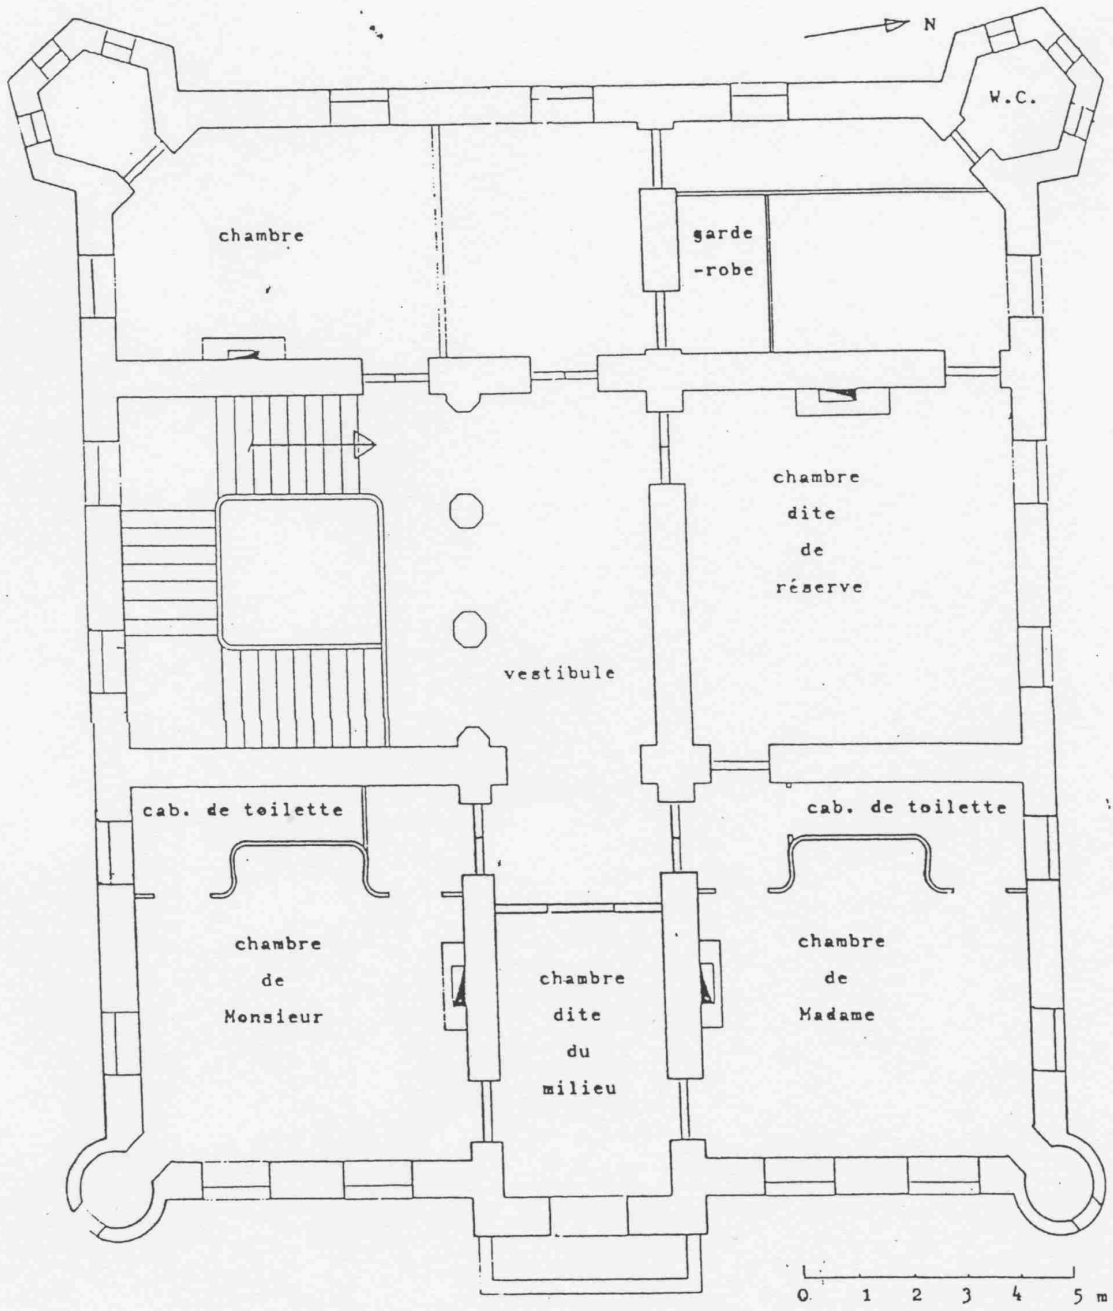 N
W.C.
chambre
garde
-robe
chambre
dite
de
réserve
vestibule
cab. de toilette
cab. de toilette
chambre
de
Monsieur
chambre
dite
du
milieu
chambre
de
Madame
0 1 2 3 4 5 m